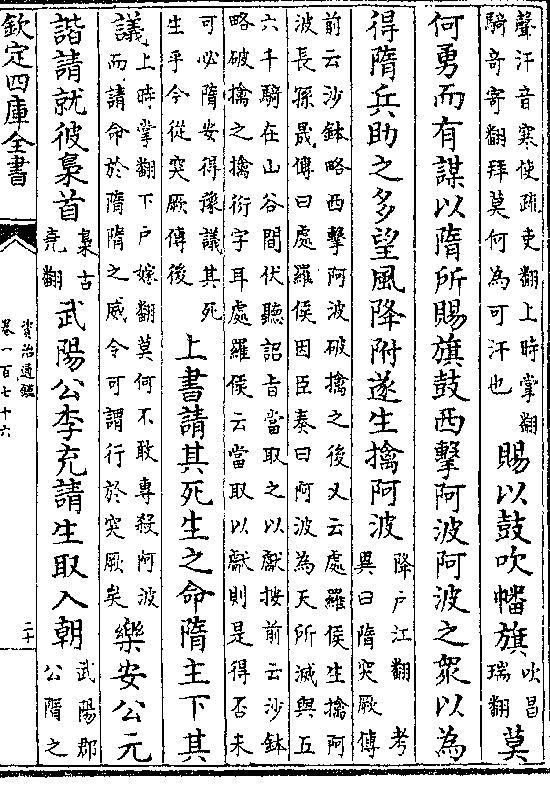 聲汗音寒使疏吏翻上時掌翻
騎竒寄翻拜莫何為可汗也
賜以鼓吹幡旗
吹昌
瑞翻
莫
何勇而有謀以隋所賜旗鼓西擊阿波阿波之衆以為
得隋兵助之多望風降附遂生擒阿波
降戶江翻　考
異曰隋突厥傳
前云沙鉢略西擊阿波破擒之後又云處羅侯生擒阿
波長孫晟傳曰處羅侯因臣奏曰阿波為天所滅與五
六千騎在山谷間伏聽詔旨當取之以獻按前云沙鉢
略破擒之擒衍字耳處羅侯云當取以獻則是得否未
可必隋安得豫議其死
生乎今從突厥傳後
上書請其死生之命隋主下其
議
上時掌翻下戶嫁翻莫何不敢專殺阿波
而請命於隋隋之威令可謂行於突厥矣
樂安公元
諧請就彼梟首
梟古
堯翻
武陽公李充請生取入朝
武陽郡
公隋之
欽定四庫全書
資治通鑑
卷一百七十六
二十